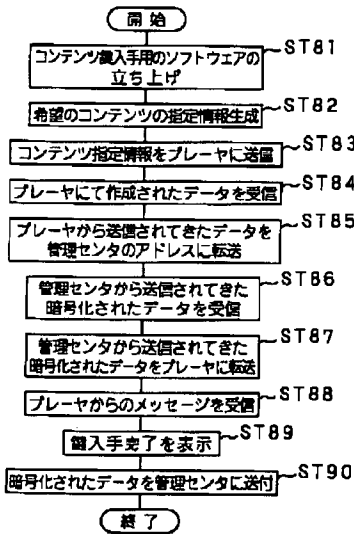 開始
コンテンツ鍵入手用のソフトウェアの
立ち上げ
ST81
希望のコンテンツの指定情報生成
ST82
コンテンツ指定情報をプレーヤに送信
ST83
プレーヤにて作成されたデータを受信
ST84
プレーヤから送信されてきたデータを
管理センタのアドレスに転送
ST85
管理センタから送信されてきた
暗号化されたデータを受信
ST86
管理センタから送信されてきた
暗号化されたデータをプレーヤに転送
ST87
プレーヤからのメッセージを受信
ST88
鍵入手完了を表示
ST89
暗号化されたデータを管理センタに送付
ST90
終了